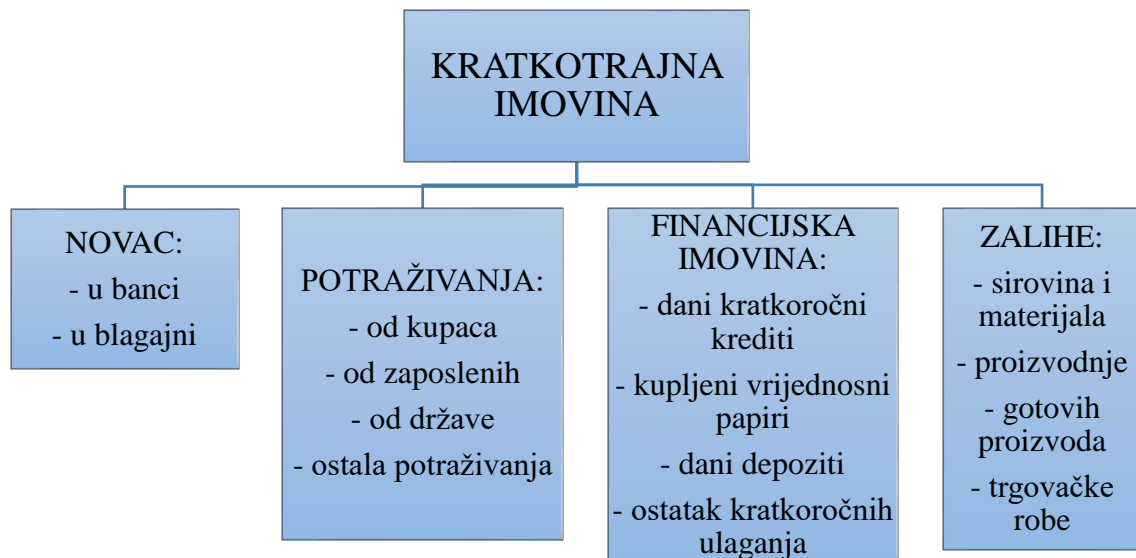 KRATKOTRAJNA
IMOVINA
NOVAC:
- u banci
- u blagajni
POTRAŽIVANJA:
- od kupaca
- od zaposlenih
- od države
- ostala potraživanja
FINANCIJSKA
IMOVINA:
- dani kratkoročni
krediti
- kupljeni vrijednosni
papiri
- dani depoziti
- ostatak kratkoročnih
ulaganja
ZALIHE:
- sirovina i
materijala
- proizvodnje
- gotovih
proizvoda
- trgovačke
robe